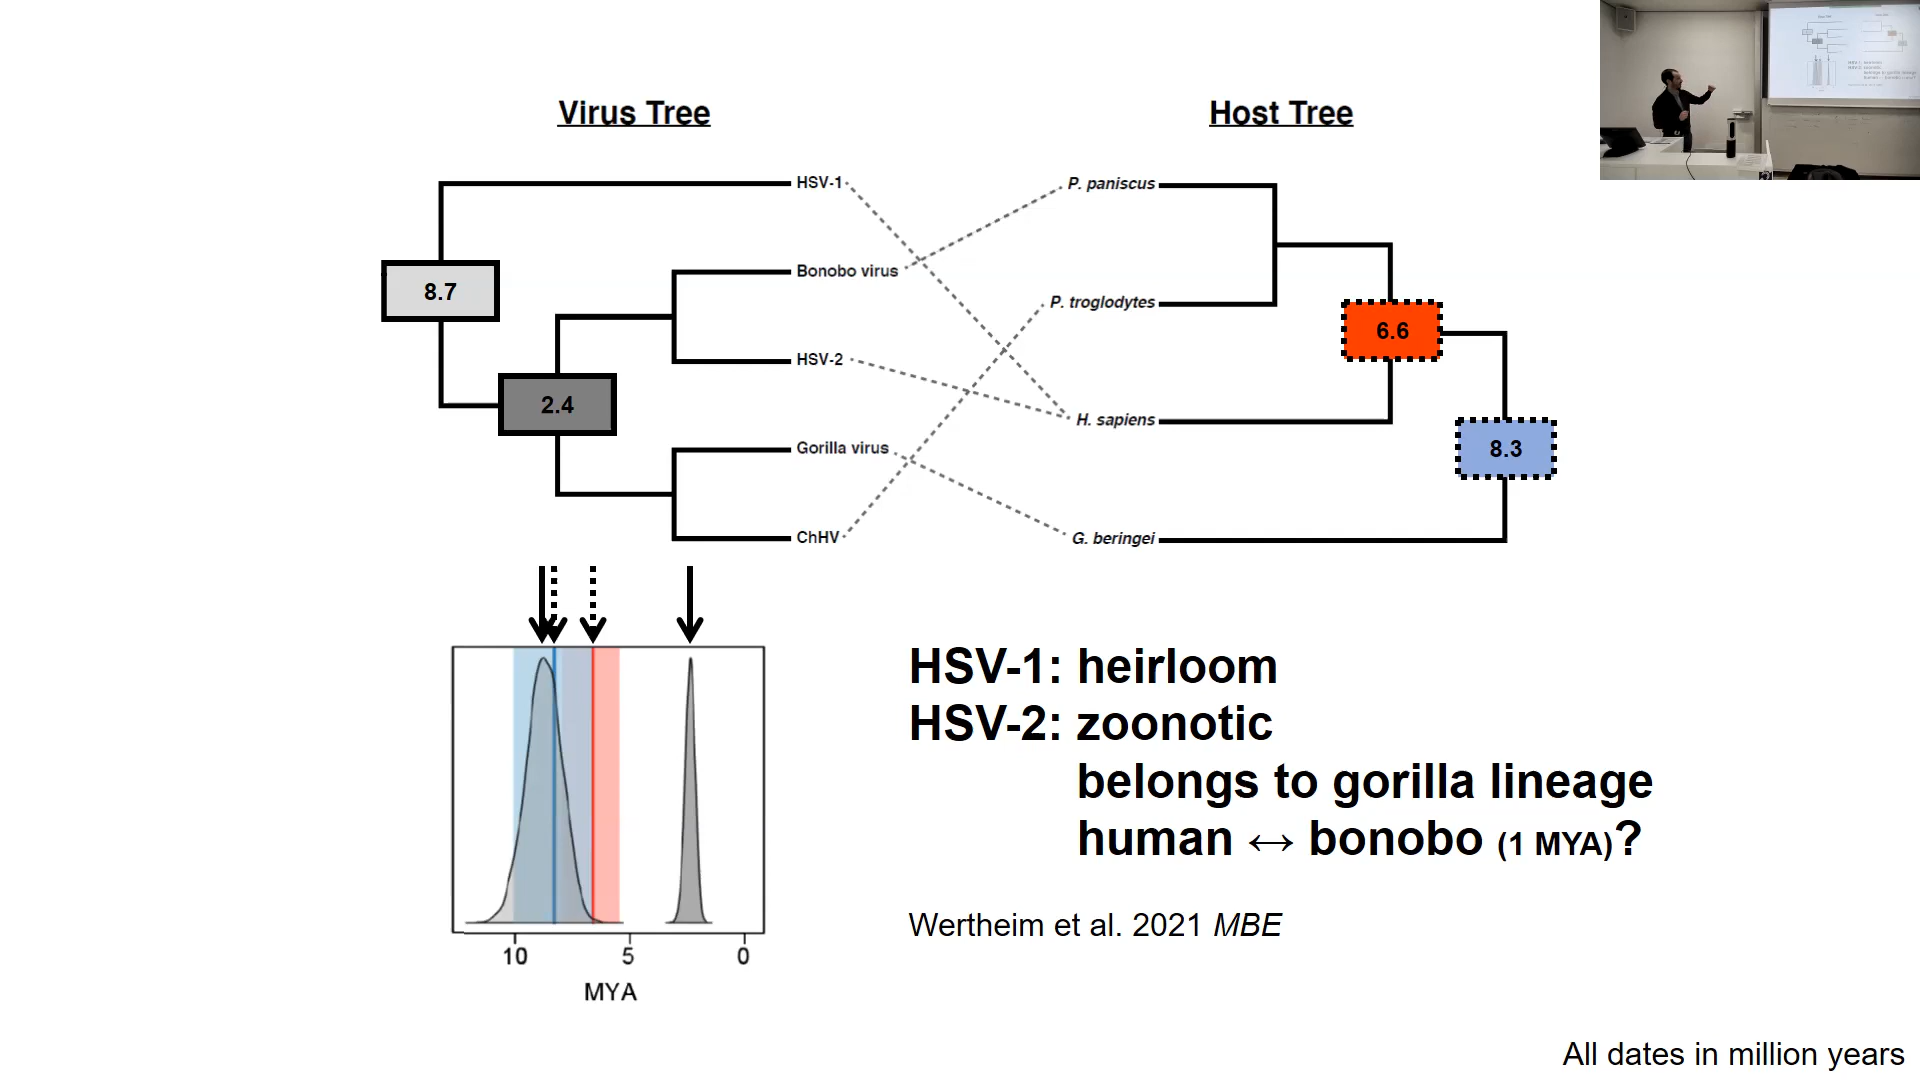 Virus Tree
Host Tree
HSV-1
Bonobo virus
HSV-2
Gorilla virus
ChHV
8.7
2.4
P. paniscus
P. troglodytes
H. sapiens
G. beringei
6.6
8.3
10
5
0
MYA
HSV-1: heirloom
HSV-2: zoonotic
belongs to gorilla lineage
human ↔ bonobo (1 MYA)?
Wertheim et al. 2021 MBE
All dates in million years